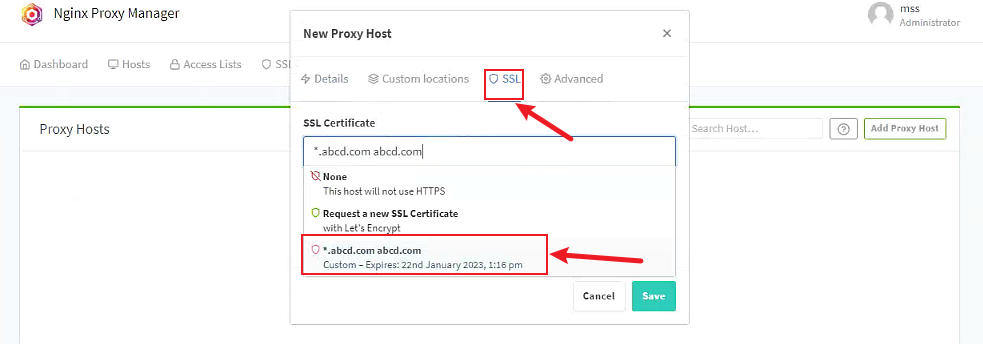 Nginx Proxy Manager
mss
Administrator
Dashboard
Hosts
Access Lists
SSL
New Proxy Host
Details
Custom locations
SSL
Advanced
Proxy Hosts
Search Host…
Add Proxy Host
SSL Certificate
*.abcd.com abcd.com
None
This host will not use HTTPS
Request a new SSL Certificate
with Let's Encrypt
*.abcd.com abcd.com
Custom – Expires: 22nd January 2023, 1:16 pm
Cancel
Save